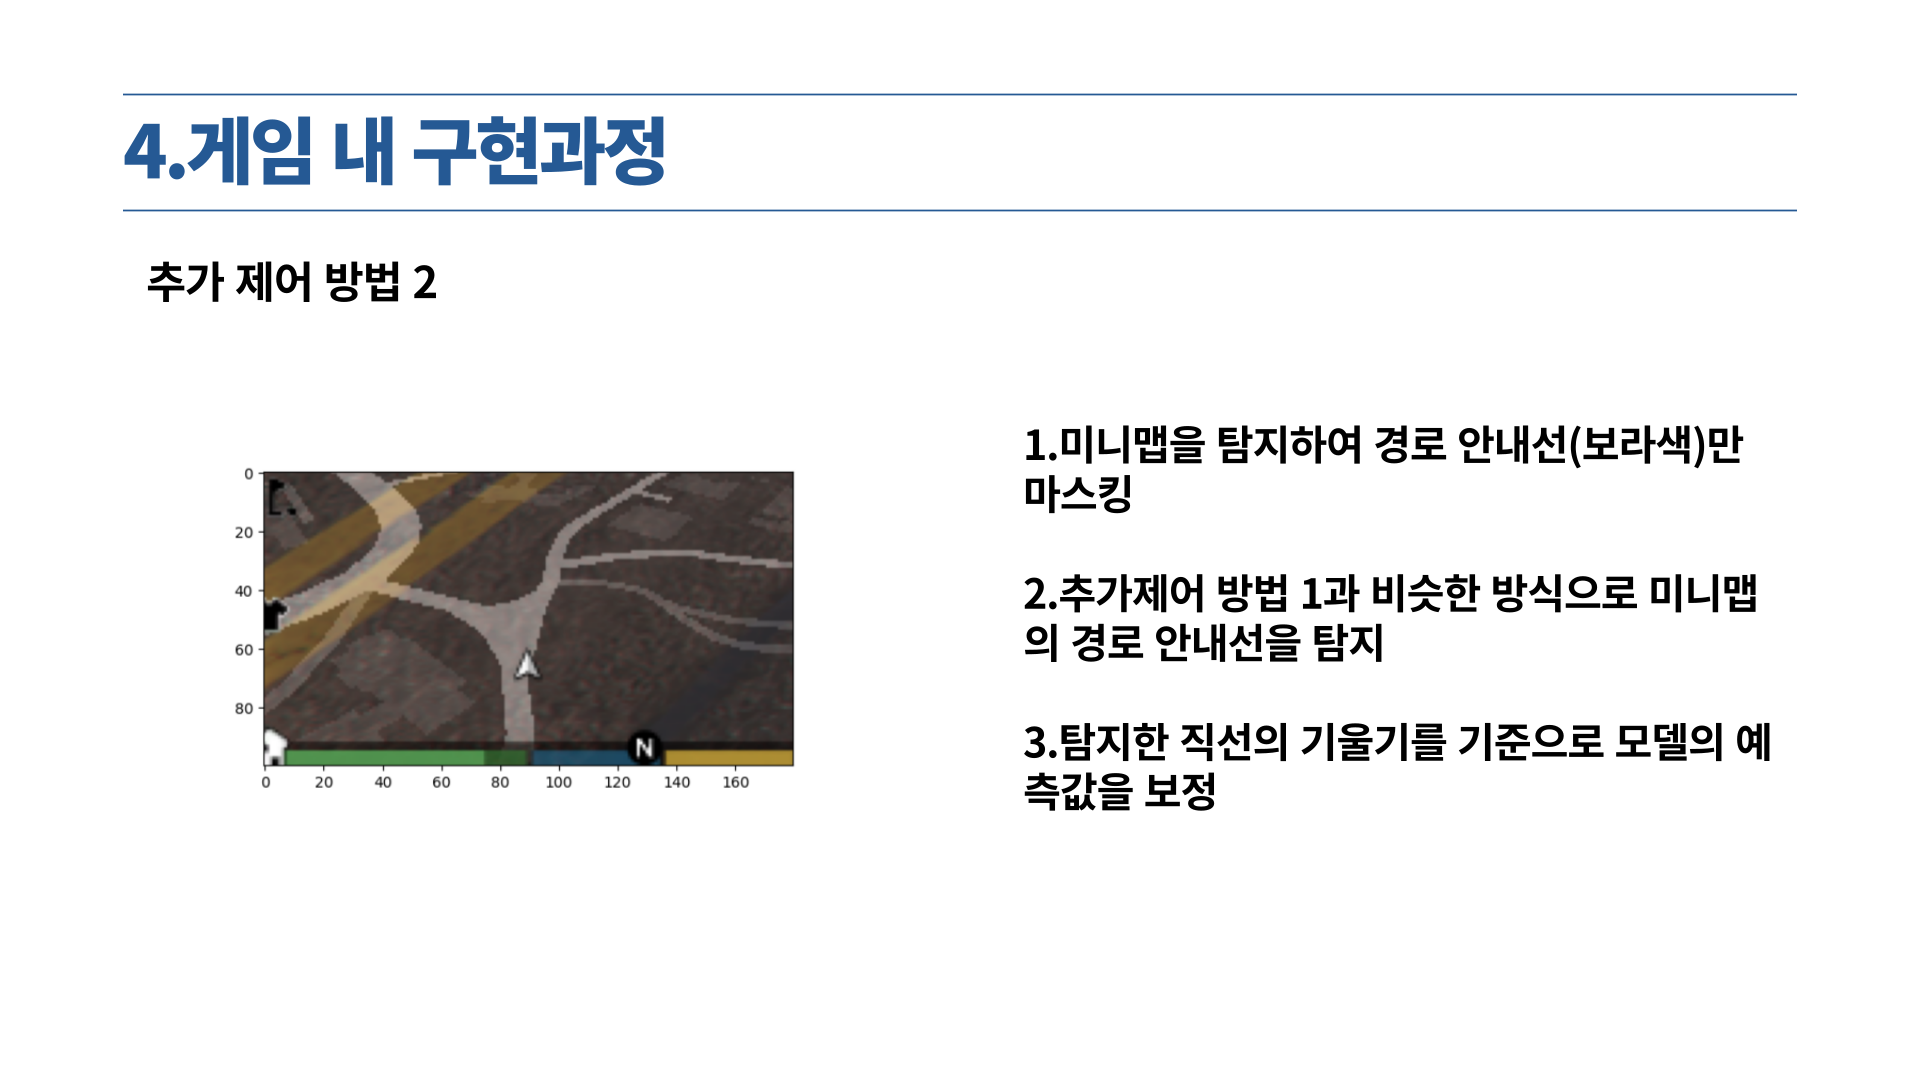 4.게임 내 구현과정
추가 제어 방법 2
1.미니맵을 탐지하여 경로 안내선(보라색)만
마스킹
2.추가제어 방법 1과 비슷한 방식으로 미니맵
의 경로 안내선을 탐지
3.탐지한 직선의 기울기를 기준으로 모델의 예
측값을 보정
0
20
40
60
80
N
0 20 40 60 80 100 120 140 160